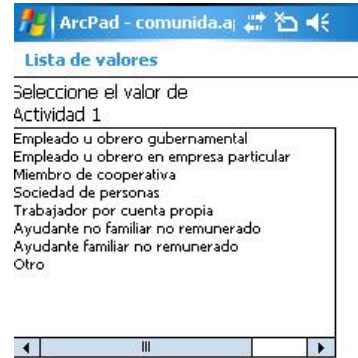 ArcPad - comunida.a
Lista de valores
Seleccione el valor de
Actividad 1
Empleado u obrero gubernamental
Empleado u obrero en empresa particular
Miembro de cooperativa
Sociedad de personas
Trabajador por cuenta propia
Ayudante no familiar no remunerado
Ayudante familiar no remunerado
Otro